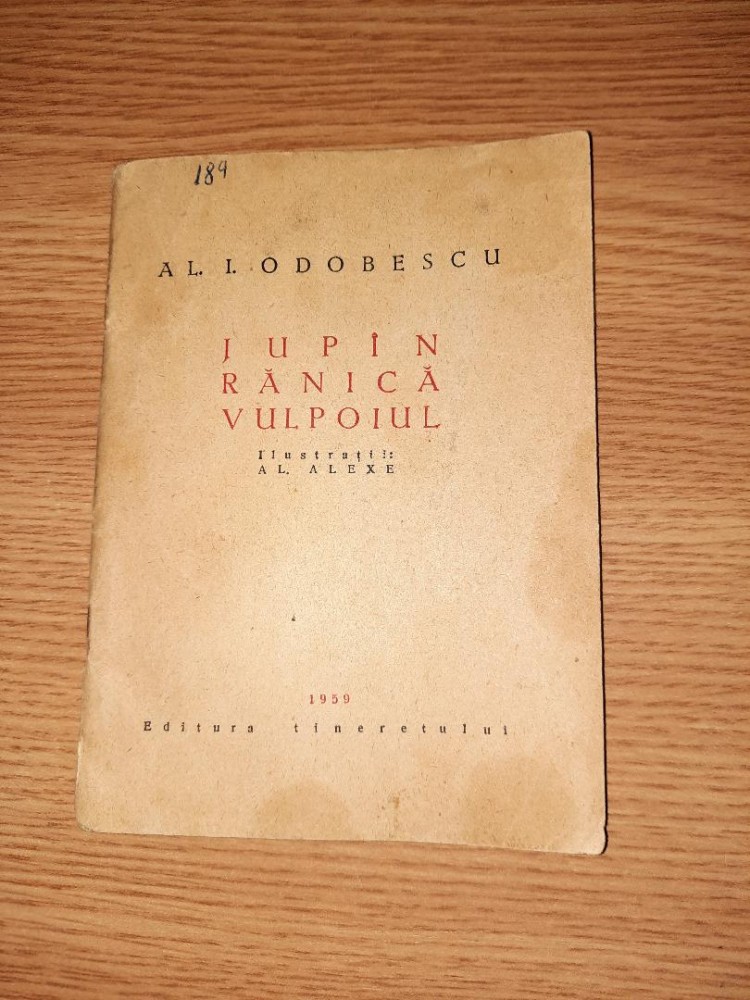 184
AL. I. ODOBESCU
JUPÎN
RĂNICĂ
VULPOIUL
Ilustrații:
AL. ALEXE
1959
Editura tineretului